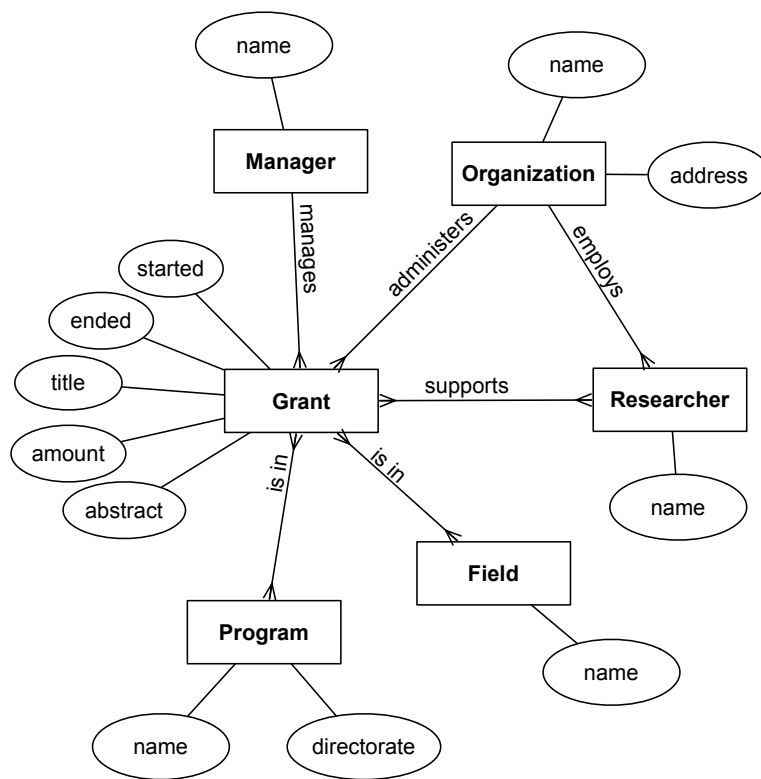 name
name
Manager
Organization
address
manages
administers
employs
started
ended
title
Grant
supports
Researcher
amount
abstract
is in
is in
name
Field
Program
name
name
directorate